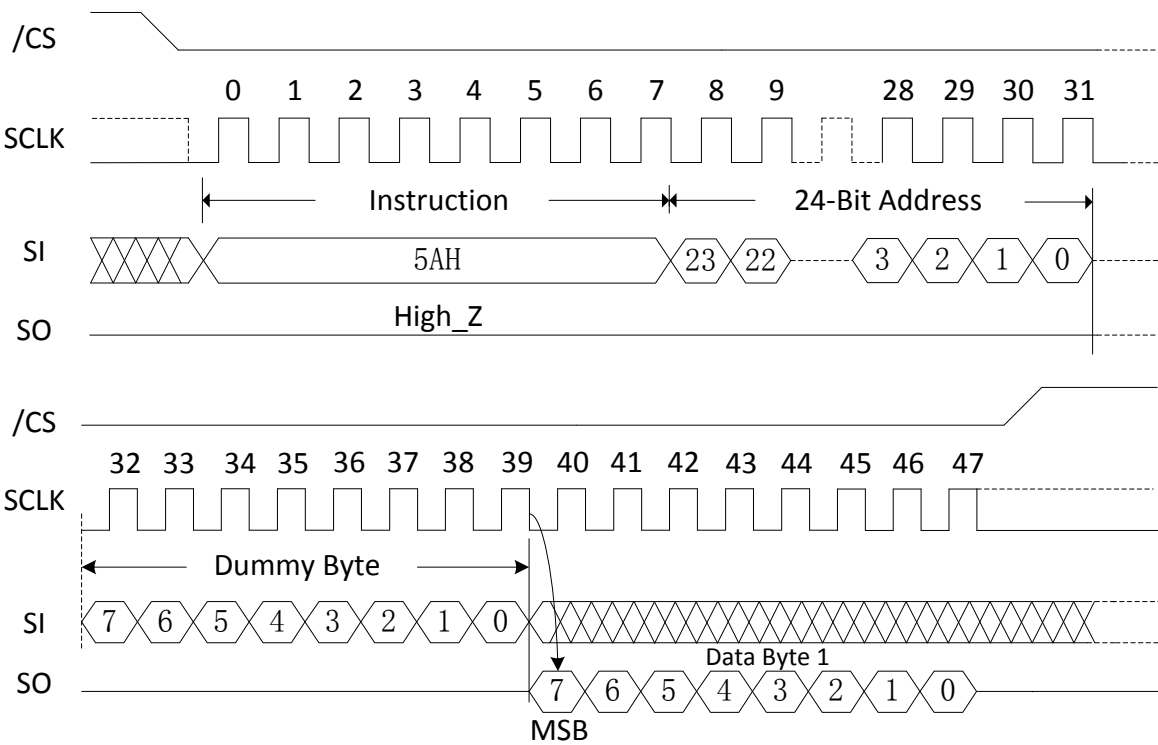 /CS
0 1 2 3 4 5 6 7 8 9 28 29 30 31
SCLK
Instruction 24-Bit Address
SI 5AH 23 22 3 2 1 0
High_Z
SO
/CS
32 33 34 35 36 37 38 39 40 41 42 43 44 45 46 47
SCLK
Dummy Byte
SI 7 6 5 4 3 2 1 0
Data Byte 1
SO 7 6 5 4 3 2 1 0
MSB